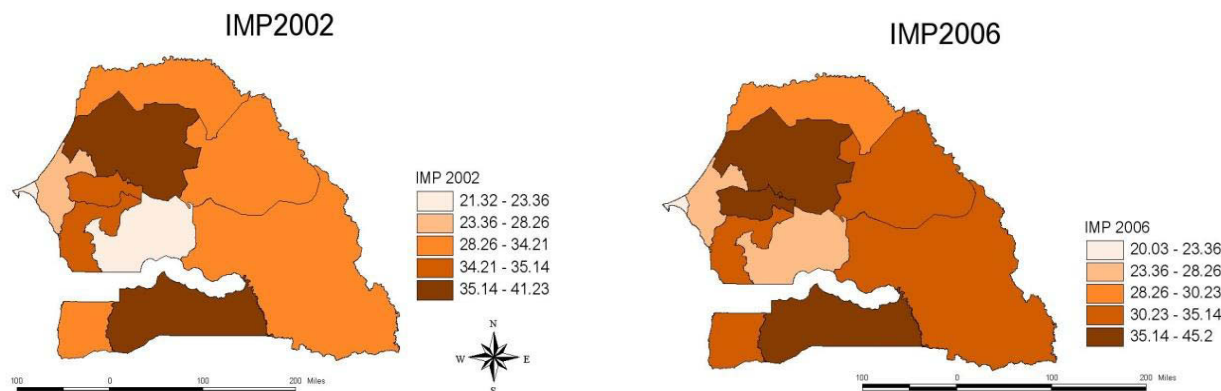 IMP2002
IMP 2002
21.32 - 23.36
23.36 - 28.26
28.26 - 34.21
34.21 - 35.14
35.14 - 41.23
N
W E
S
100 0 100 200 Miles
IMP2006
IMP 2006
20.03 - 23.36
23.36 - 28.26
28.26 - 30.23
30.23 - 35.14
35.14 - 45.2
100 0 100 200 Miles